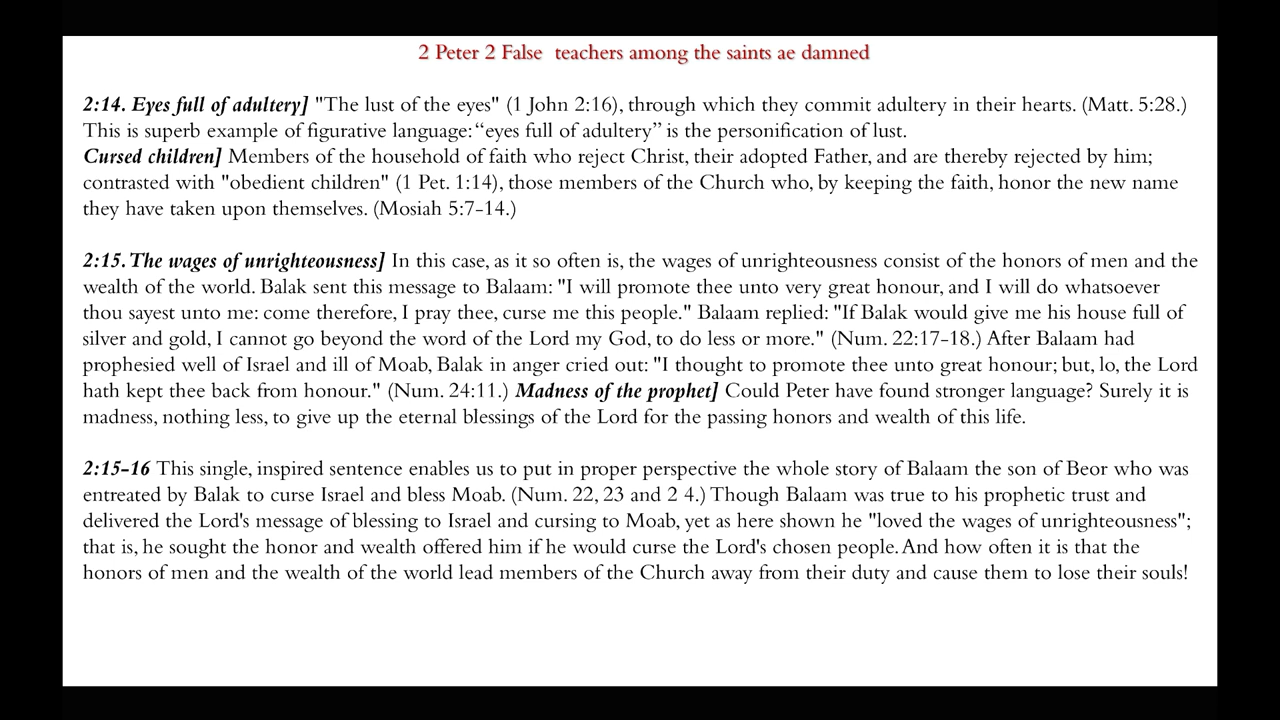 2 Peter 2 False  teachers among the saints ae damned
2:14. Eyes full of adultery] "The lust of the eyes" (1 John 2:16), through which they commit adultery in their hearts. (Matt. 5:28.)
This is superb example of figurative language: “eyes full of adultery” is the personification of lust.
Cursed children] Members of the household of faith who reject Christ, their adopted Father, and are thereby rejected by him;
contrasted with "obedient children" (1 Pet. 1:14), those members of the Church who, by keeping the faith, honor the new name
they have taken upon themselves. (Mosiah 5:7-14.)
2:15. The wages of unrighteousness] In this case, as it so often is, the wages of unrighteousness consist of the honors of men and the
wealth of the world. Balak sent this message to Balaam: "I will promote thee unto very great honour, and I will do whatsoever
thou sayest unto me: come therefore, I pray thee, curse me this people." Balaam replied: "If Balak would give me his house full of
silver and gold, I cannot go beyond the word of the Lord my God, to do less or more." (Num. 22:17-18.) After Balaam had
prophesied well of Israel and ill of Moab, Balak in anger cried out: "I thought to promote thee unto great honour; but, lo, the Lord
hath kept thee back from honour." (Num. 24:11.) Madness of the prophet] Could Peter have found stronger language? Surely it is
madness, nothing less, to give up the eternal blessings of the Lord for the passing honors and wealth of this life.
2:15-16 This single, inspired sentence enables us to put in proper perspective the whole story of Balaam the son of Beor who was
entreated by Balak to curse Israel and bless Moab. (Num. 22, 23 and 2 4.) Though Balaam was true to his prophetic trust and
delivered the Lord's message of blessing to Israel and cursing to Moab, yet as here shown he "loved the wages of unrighteousness";
that is, he sought the honor and wealth offered him if he would curse the Lord's chosen people. And how often it is that the
honors of men and the wealth of the world lead members of the Church away from their duty and cause them to lose their souls!